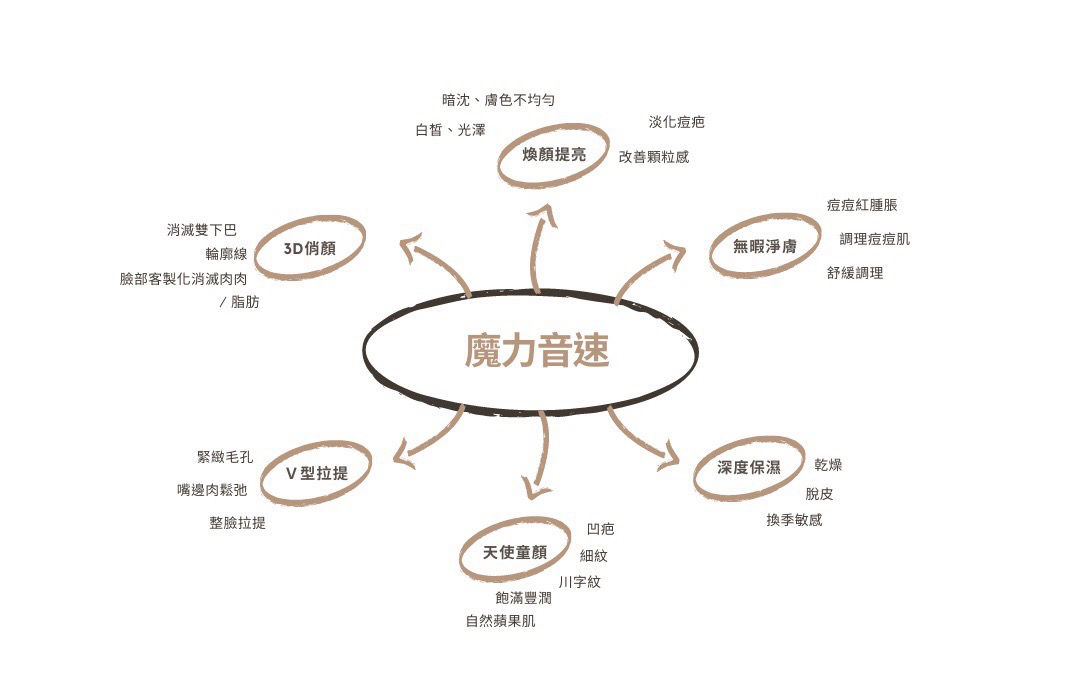 暗沈、膚色不均勻
白皙、光澤
煥顏提亮
淡化痘疤
改善顆粒感
消滅雙下巴
輪廓線
臉部客製化消滅肉肉
/ 脂肪
3D俏顏
無暇淨膚
痘痘紅腫脹
調理痘痘肌
舒緩調理
魔力音速
緊緻毛孔
嘴邊肉鬆弛
整臉拉提
V型拉提
深度保濕
乾燥
脫皮
換季敏感
天使童顏
凹疤
細紋
川字紋
飽滿豐潤
自然蘋果肌